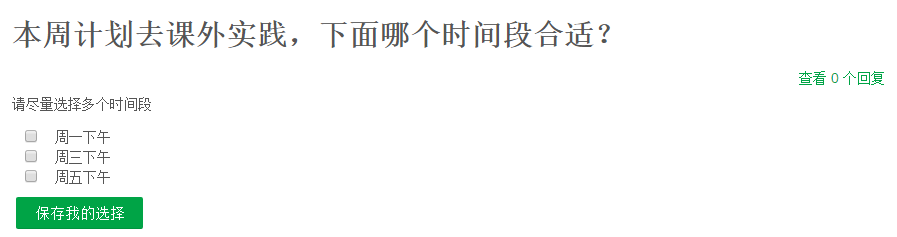 本周计划去课外实践，下面哪个时间段合适？
查看 0 个回复
请尽量选择多个时间段
周一下午
周三下午
周五下午
保存我的选择